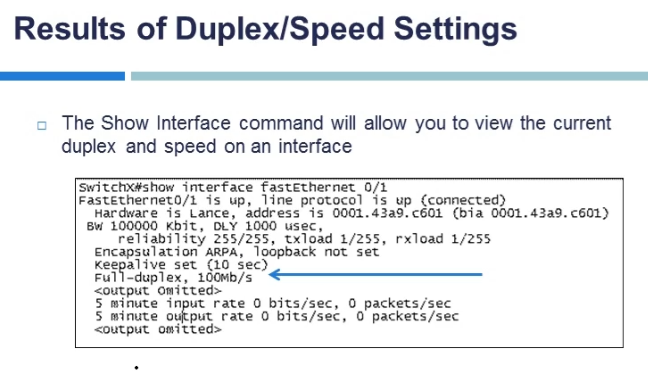 Results of Duplex/Speed Settings
The Show Interface command will allow you to view the current
duplex and speed on an interface
SwitchX#show interface fastEthernet 0/1
FastEthernet0/1 is up, line protocol is up (connected)
Hardware is Lance, address is 0001.43a9.c601 (bia 0001.43a9.c601)
BW 100000 Kbit, DLY 1000 usec,
reliability 255/255, txload 1/255, rxload 1/255
Encapsulation ARPA, loopback not set
Keepalive set (10 sec)
Full-duplex, 100Mb/s
<output Omitted>
5 minute input rate 0 bits/sec, 0 packets/sec
5 minute output rate 0 bits/sec, 0 packets/sec
<output omitted>